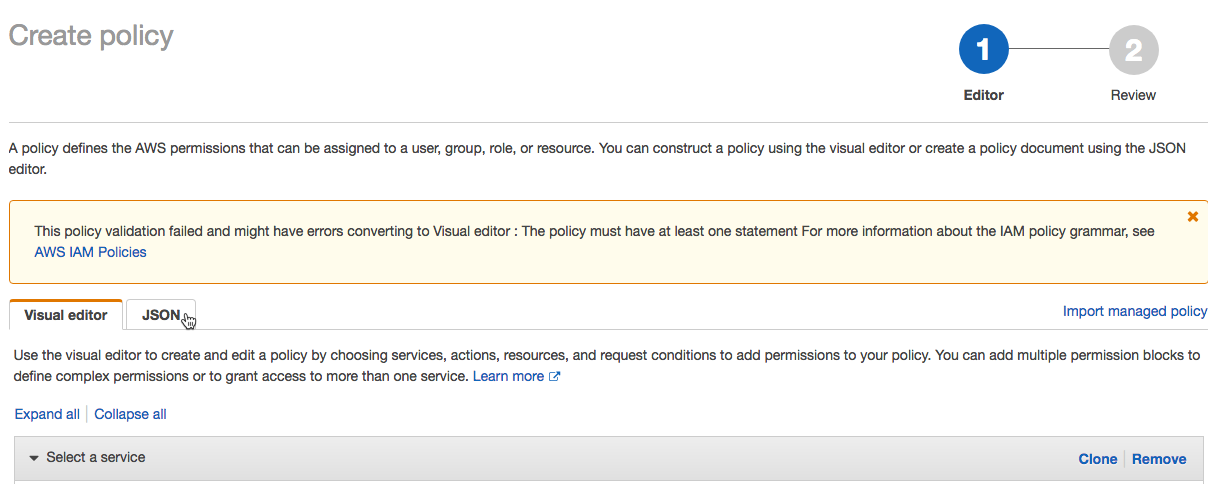 Create policy
1
2
Editor
Review
A policy defines the AWS permissions that can be assigned to a user, group, role, or resource. You can construct a policy using the visual editor or create a policy document using the JSON
editor.
This policy validation failed and might have errors converting to Visual editor : The policy must have at least one statement For more information about the IAM policy grammar, see
AWS IAM Policies
Visual editor
JSON
Import managed policy
Use the visual editor to create and edit a policy by choosing services, actions, resources, and request conditions to add permissions to your policy. You can add multiple permission blocks to
define complex permissions or to grant access to more than one service. Learn more
Expand all
Collapse all
Select a service
Clone
Remove